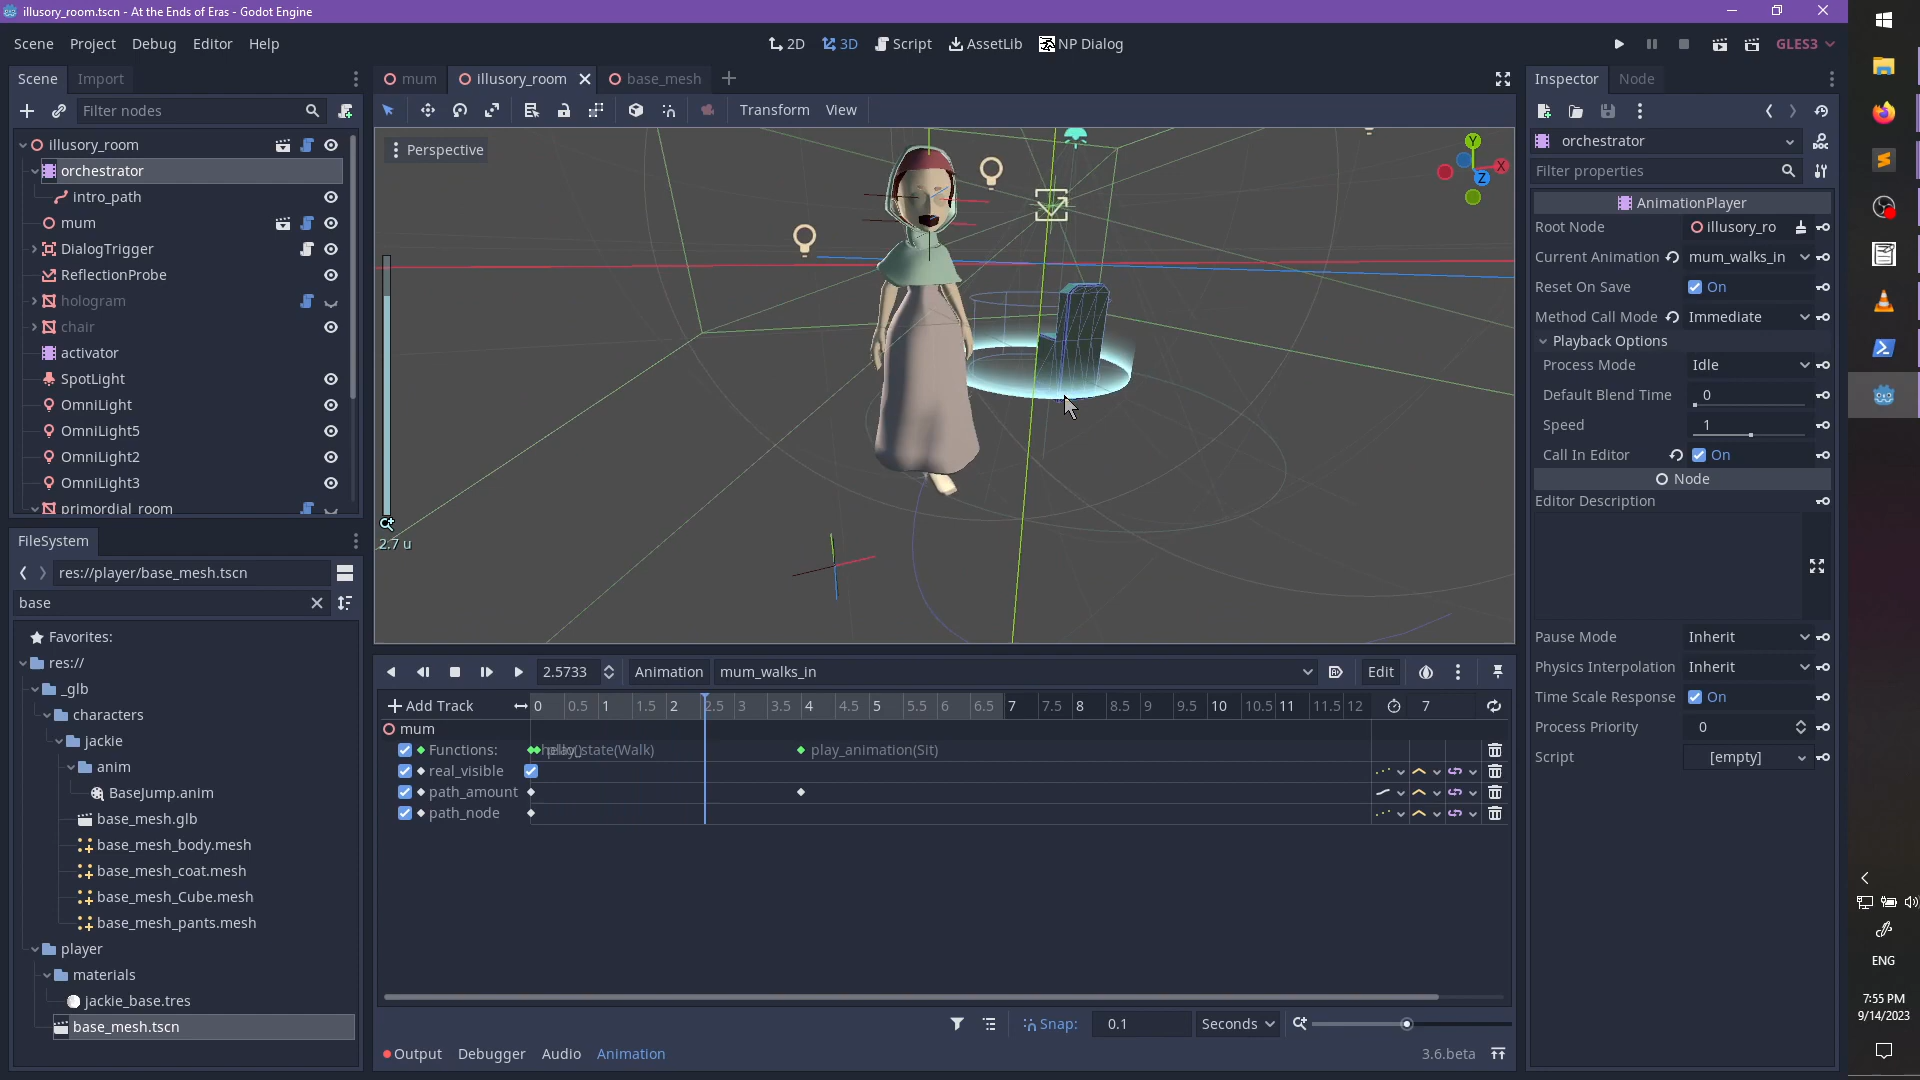 illusory_room.tscn - At the Ends of Eras - Godot Engine
Scene Project Debug Editor Help
2D 3D Script AssetLib NP Dialog
GLES3
Scene Import
mum illusory_room base_mesh
Inspector Node
Filter nodes
Transform View
illusory_room
orchestrator
intro_path
mum
DialogTrigger
ReflectionProbe
hologram
chair
activator
SpotLight
OmniLight
OmniLight5
OmniLight2
OmniLight3
primordial_room
Perspective
Y
X
Z
2.7 u
orchestrator
Filter properties
AnimationPlayer
Root Node illusory_ro
Current Animation mum_walks_in
Reset On Save On
Method Call Mode Immediate
Playback Options
Process Mode Idle
Default Blend Time 0
Speed 1
Call In Editor On
Node
Editor Description
Pause Mode Inherit
Physics Interpolation Inherit
Time Scale Response On
Process Priority 0
Script [empty]
FileSystem
res://player/base_mesh.tscn
base
Favorites:
res://
_glb
characters
jackie
anim
BaseJump.anim
base_mesh.glb
base_mesh_body.mesh
base_mesh_coat.mesh
base_mesh_Cube.mesh
base_mesh_pants.mesh
player
materials
jackie_base.tres
base_mesh.tscn
2.5733 Animation mum_walks_in Edit
Add Track 0 0.5 1 1.5 2 2.5 3 3.5 4 4.5 5 5.5 6 6.5 7 7.5 8 8.5 9 9.5 10 10.5 11 11.5 12 7
mum
Functions: state(Walk) play_animation(Sit)
real_visible
path_amount
path_node
Snap: 0.1 Seconds
Output Debugger Audio Animation 3.6.beta
ENG
7:55 PM
9/14/2023